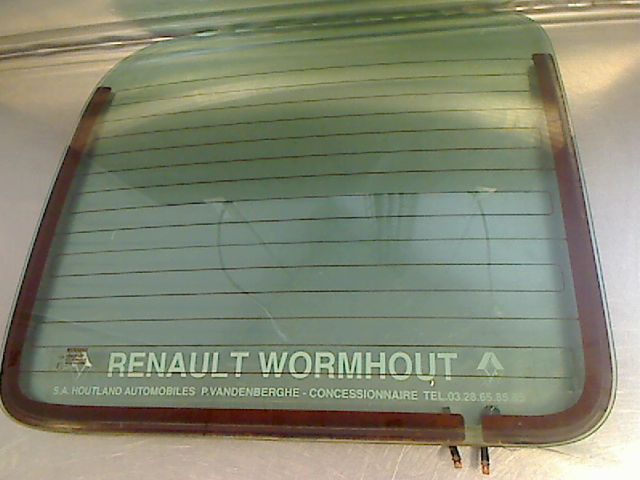 RENAULT WORMHOUT
S.A. HOUTLAND AUTOMOBILES P.VANDENBERGHE - CONCESSIONNAIRE TEL.03.28.65.85.85